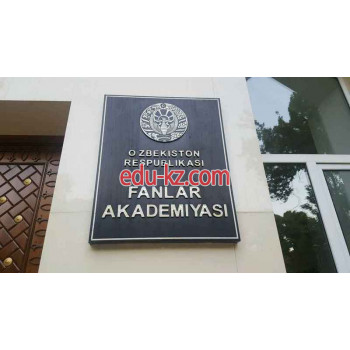 O'ZBEKISTON
RESPUBLIKASI
edu-kz.com
FANLAR
AKADEMIYASI